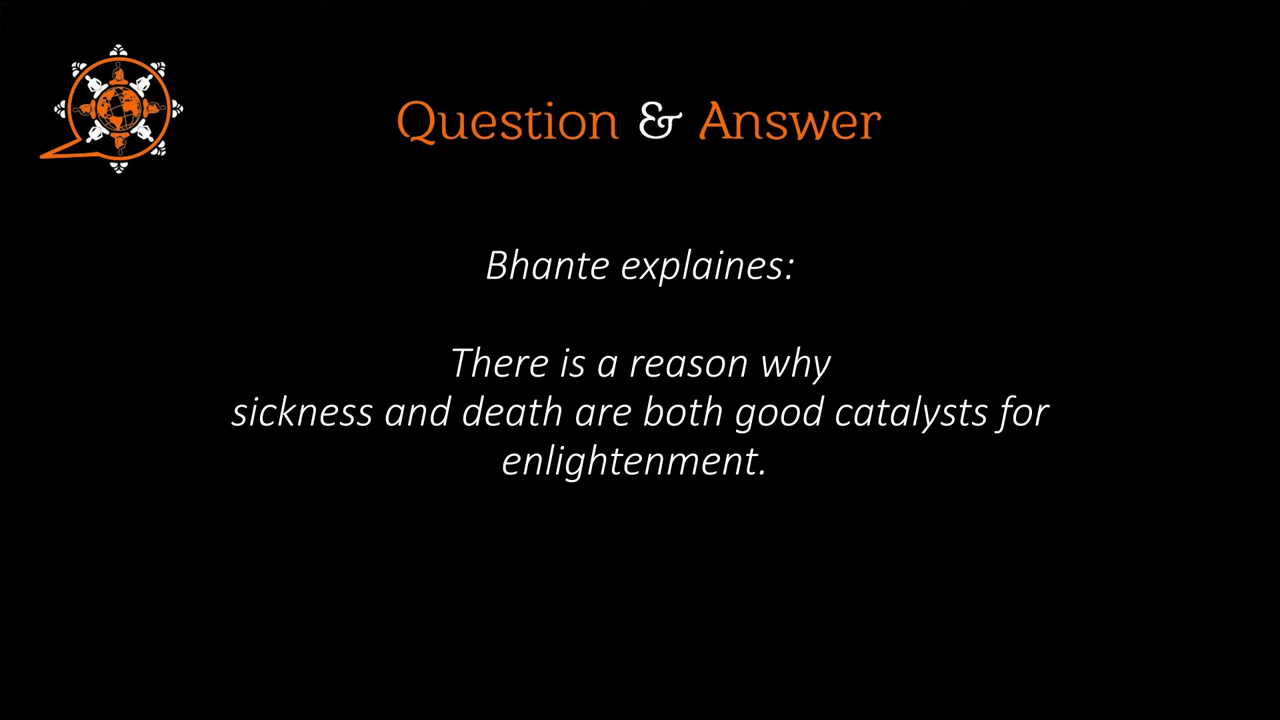 Question & Answer
Bhante explaines:
There is a reason why
sickness and death are both good catalysts for
enlightenment.